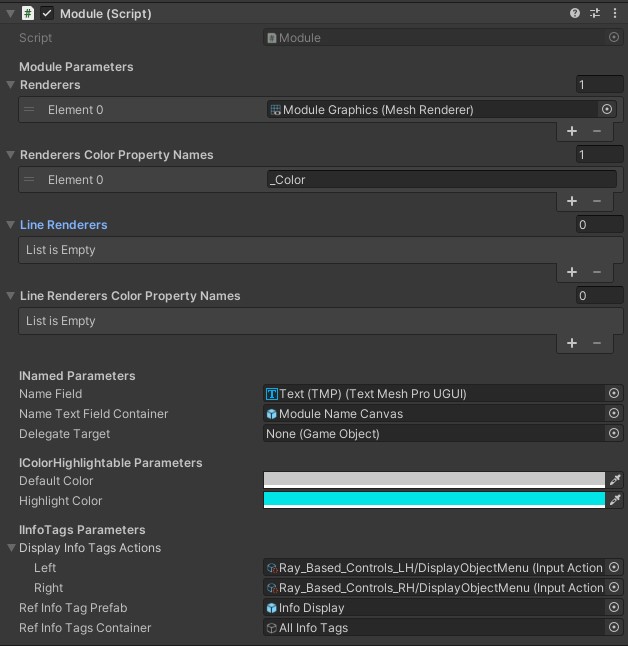 Module (Script)
Script Module
Module Parameters
Renderers 1
Element 0 Module Graphics (Mesh Renderer)
+ −
Renderers Color Property Names 1
Element 0 _Color
+ −
Line Renderers 0
List is Empty
+ −
Line Renderers Color Property Names 0
List is Empty
+ −
INamed Parameters
Name Field Text (TMP) (Text Mesh Pro UGUI)
Name Text Field Container Module Name Canvas
Delegate Target None (Game Object)
IColorHighlightable Parameters
Default Color
Highlight Color
IInfoTags Parameters
Display Info Tags Actions
Left Ray_Based_Controls_LH/DisplayObjectMenu (Input Action
Right Ray_Based_Controls_RH/DisplayObjectMenu (Input Action
Ref Info Tag Prefab Info Display
Ref Info Tags Container All Info Tags